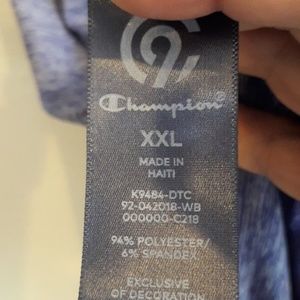 C9
Champion®
XXL
MADE IN
HAITI
K9484-DTC
92-042018-WB
000000-C218
94% POLYESTER/
6% SPANDEX
EXCLUSIVE
OF DECORATION